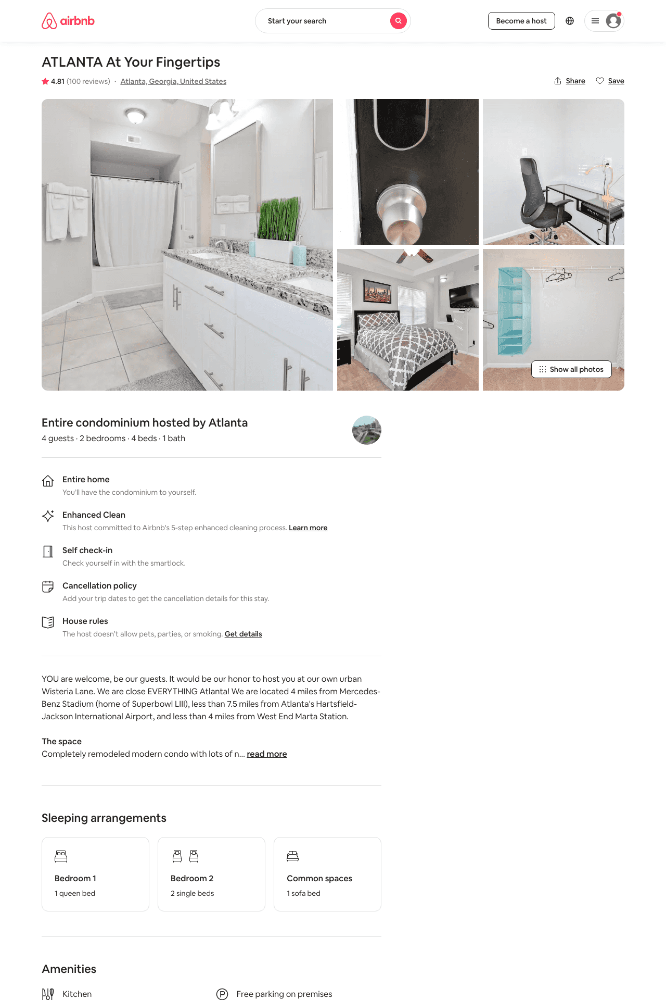 airbnb
Start your search
Become a host
ATLANTA At Your Fingertips
4.81 (100 reviews) · Atlanta, Georgia, United States
Share
Save
Show all photos
Entire condominium hosted by Atlanta
4 guests · 2 bedrooms · 4 beds · 1 bath
Entire home
You’ll have the condominium to yourself.
Enhanced Clean
This host committed to Airbnb's 5-step enhanced cleaning process. Learn more
Self check-in
Check yourself in with the smartlock.
Cancellation policy
Add your trip dates to get the cancellation details for this stay.
House rules
The host doesn’t allow pets, parties, or smoking. Get details
YOU are welcome, be our guests. It would be our honor to host you at our own urban
Wisteria Lane. We are close EVERYTHING Atlanta! We are located 4 miles from Mercedes-
Benz Stadium (home of Superbowl LIII), less than 7.5 miles from Atlanta's Hartsfield-
Jackson International Airport, and less than 4 miles from West End Marta Station.
The space
Completely remodeled modern condo with lots of n... read more
Sleeping arrangements
Bedroom 1
1 queen bed
Bedroom 2
2 single beds
Common spaces
1 sofa bed
Amenities
Kitchen
Free parking on premises